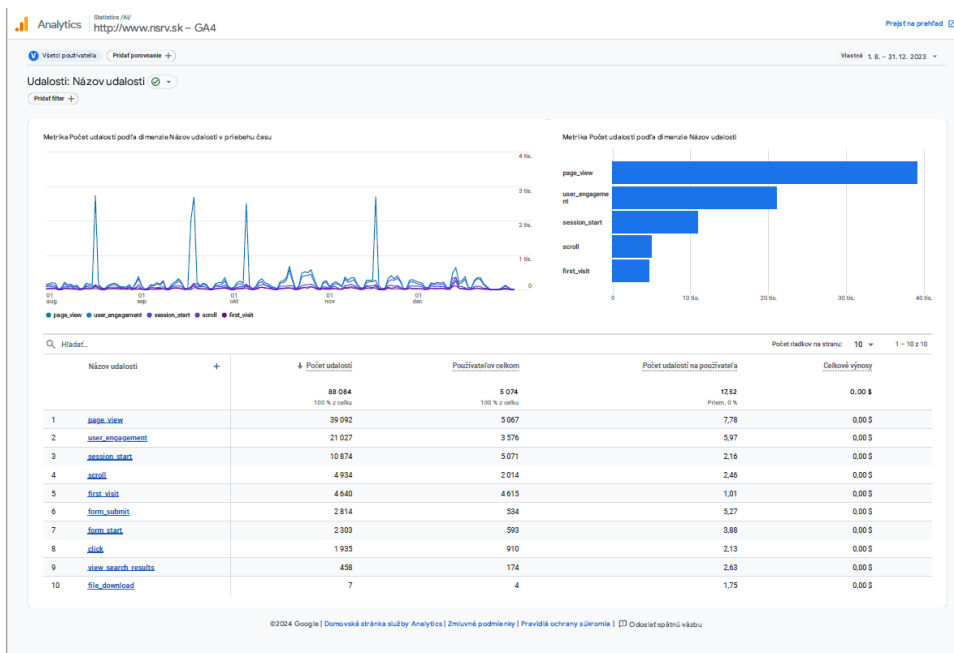 Analytics
Statistics /AU
http://www.nsrv.sk – GA4
Prejsť na prehľad
V Všetci používatelia
Pridať porovnanie +
Vlastné 1. 8. – 31. 12. 2023
Udalosti: Názov udalosti
Pridať filter +
Metrika Počet udalostí podľa dimenzie Názov udalosti v priebehu času
4 tis.
3 tis.
2 tis.
1 tis.
0
01 aug
01 sep
01 okt
01 nov
01 dec
page_view user_engagement session_start scroll first_visit
Metrika Počet udalostí podľa dimenzie Názov udalosti
page_view
user_engageme
nt
session_start
scroll
first_visit
0 10 tis. 20 tis. 30 tis. 40 tis.
Hľadať…
Počet riadkov na stranu: 10 1 – 10 z 10
Názov udalosti + ↓ Počet udalostí Používateľov celkom Počet udalostí na používateľa Celkové výnosy
88 084 5 074 17,52 0,00 $
100 % z celku 100 % z celku Priem. 0 %
1 page_view 39 092 5 067 7,78 0,00 $
2 user_engagement 21 027 3 576 5,97 0,00 $
3 session_start 10 874 5 071 2,16 0,00 $
4 scroll 4 934 2 014 2,46 0,00 $
5 first_visit 4 640 4 615 1,01 0,00 $
6 form_submit 2 814 534 5,27 0,00 $
7 form_start 2 303 593 3,88 0,00 $
8 click 1 935 910 2,13 0,00 $
9 view_search_results 458 174 2,63 0,00 $
10 file_download 7 4 1,75 0,00 $
©2024 Google | Domovská stránka služby Analytics | Zmluvné podmienky | Pravidlá ochrany súkromia | Odoslať spätnú väzbu